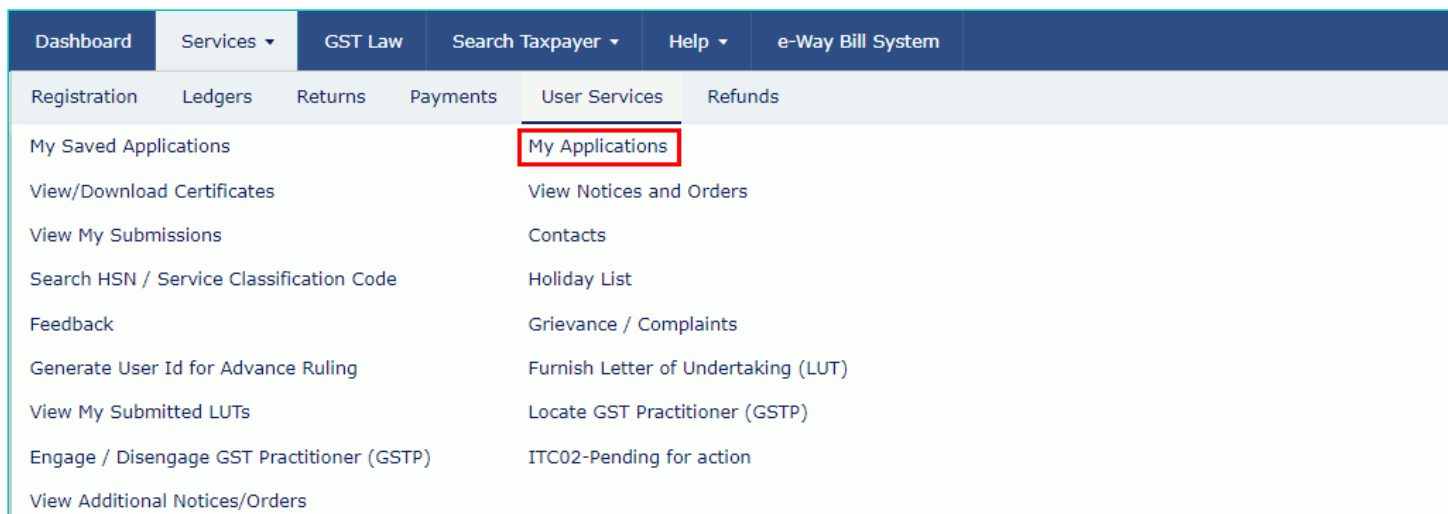 Dashboard Services GST Law Search Taxpayer Help e-Way Bill System
Registration Ledgers Returns Payments User Services Refunds
My Saved Applications My Applications
View/Download Certificates View Notices and Orders
View My Submissions Contacts
Search HSN / Service Classification Code Holiday List
Feedback Grievance / Complaints
Generate User Id for Advance Ruling Furnish Letter of Undertaking (LUT)
View My Submitted LUTs Locate GST Practitioner (GSTP)
Engage / Disengage GST Practitioner (GSTP) ITC02-Pending for action
View Additional Notices/Orders